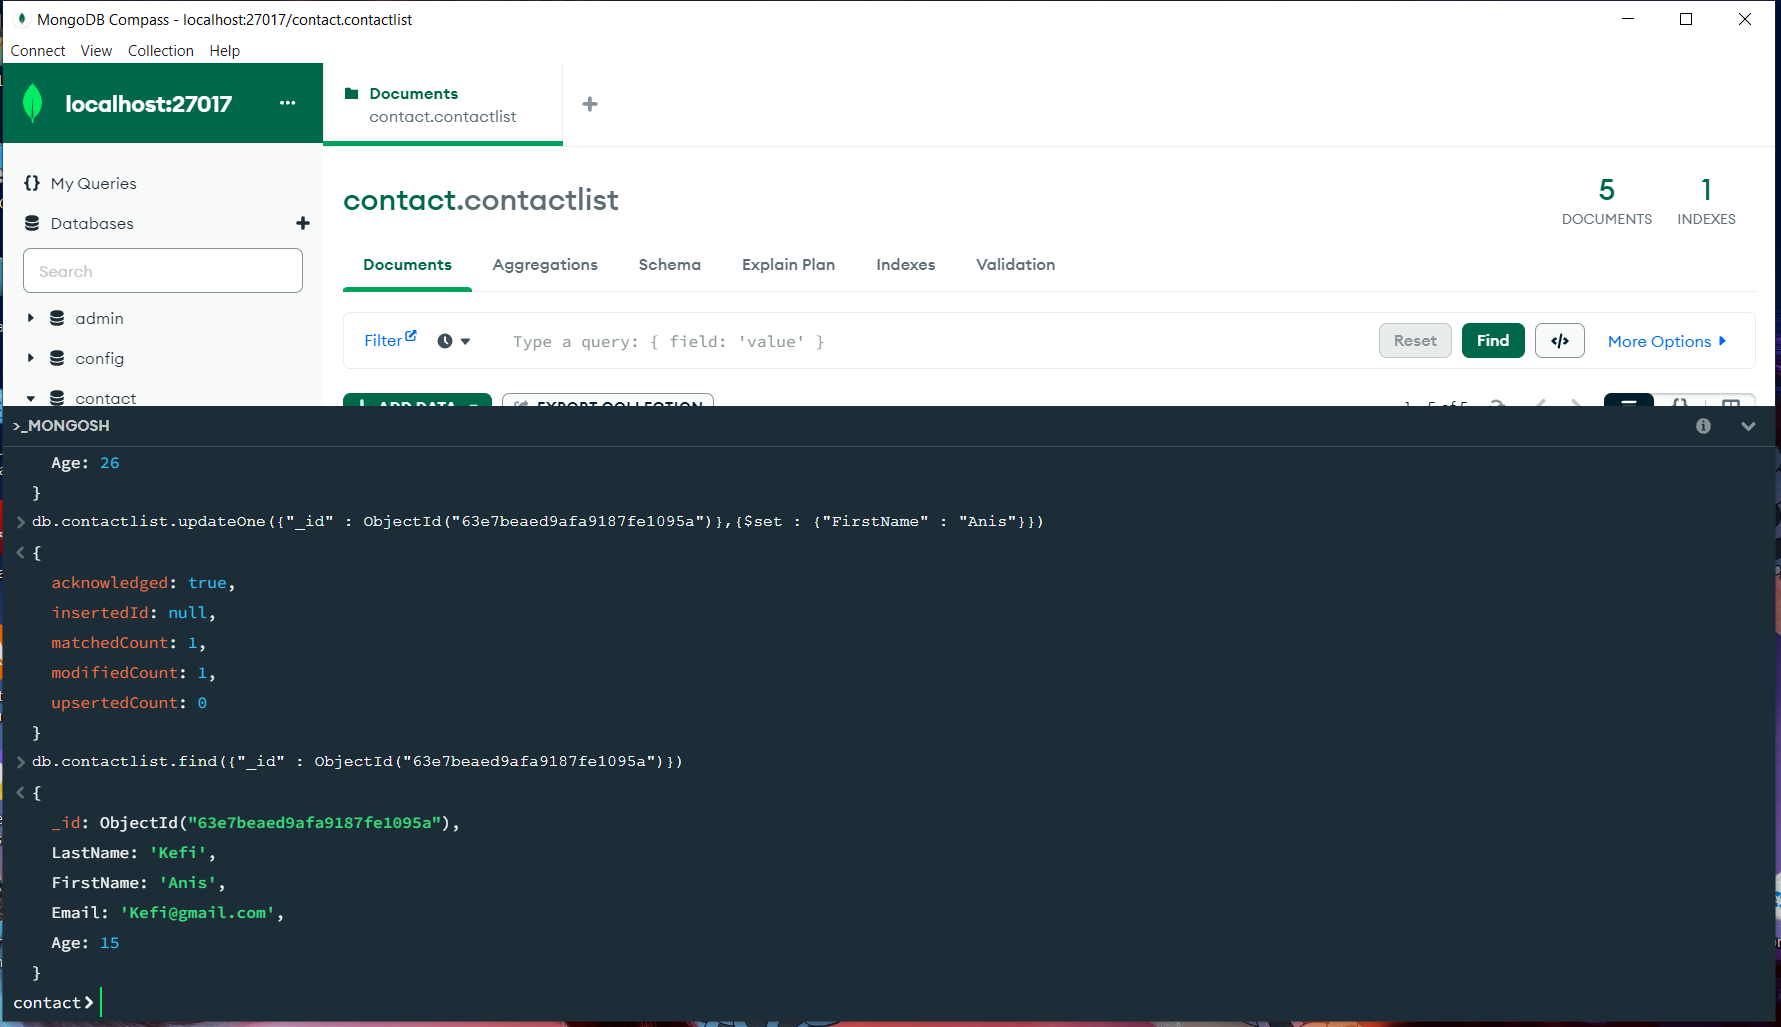 MongoDB Compass - localhost:27017/contact.contactlist
Connect View Collection Help
localhost:27017 ...
Documents
contact.contactlist
+
My Queries
Databases +
Search
admin
config
contact
contact.contactlist
5
DOCUMENTS
1
INDEXES
Documents Aggregations Schema Explain Plan Indexes Validation
Filter
Type a query: { field: 'value' }
Reset Find </> More Options
ADD DATA EXPORT COLLECTION 1 - 5 of 5 {}
>_MONGOSH
Age: 26
}
> db.contactlist.updateOne({"_id" : ObjectId("63e7beaed9afa9187fe1095a")},{$set : {"FirstName" : "Anis"}})
< {
acknowledged: true,
insertedId: null,
matchedCount: 1,
modifiedCount: 1,
upsertedCount: 0
}
> db.contactlist.find({"_id" : ObjectId("63e7beaed9afa9187fe1095a")})
< {
_id: ObjectId("63e7beaed9afa9187fe1095a"),
LastName: 'Kefi',
FirstName: 'Anis',
Email: 'Kefi@gmail.com',
Age: 15
}
contact>